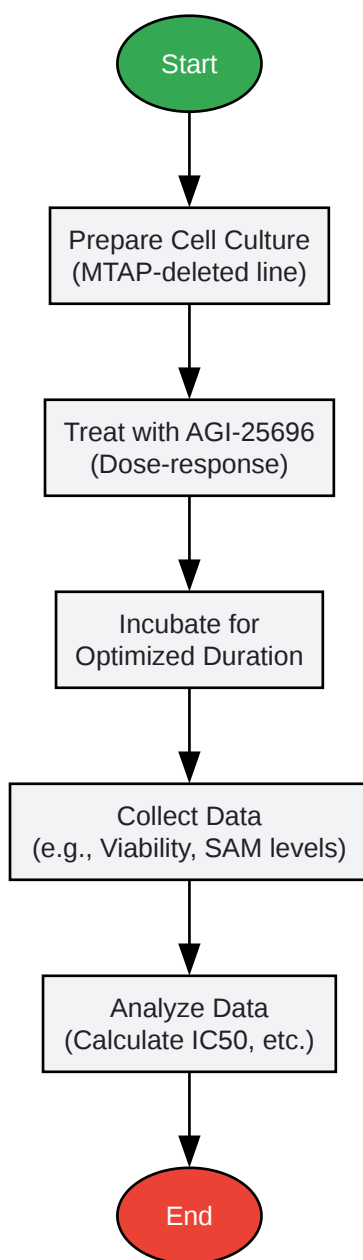 Start
Prepare Cell Culture
(MTAP-deleted line)
Treat with AGI-25696
(Dose-response)
Incubate for
Optimized Duration
Collect Data
(e.g., Viability, SAM levels)
Analyze Data
(Calculate IC50, etc.)
End